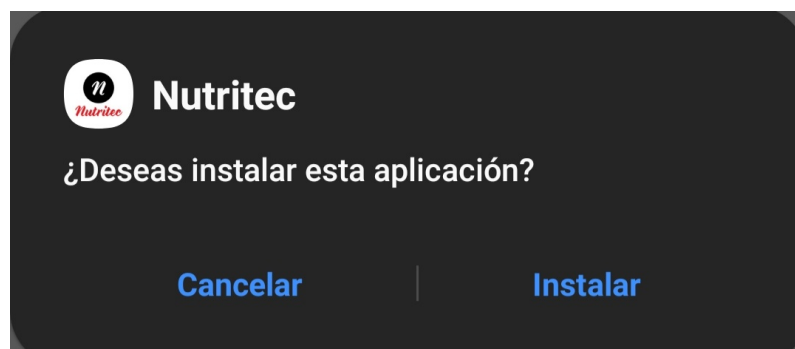 n
Nutritec
Nutritec
¿Deseas instalar esta aplicación?
Cancelar
Instalar